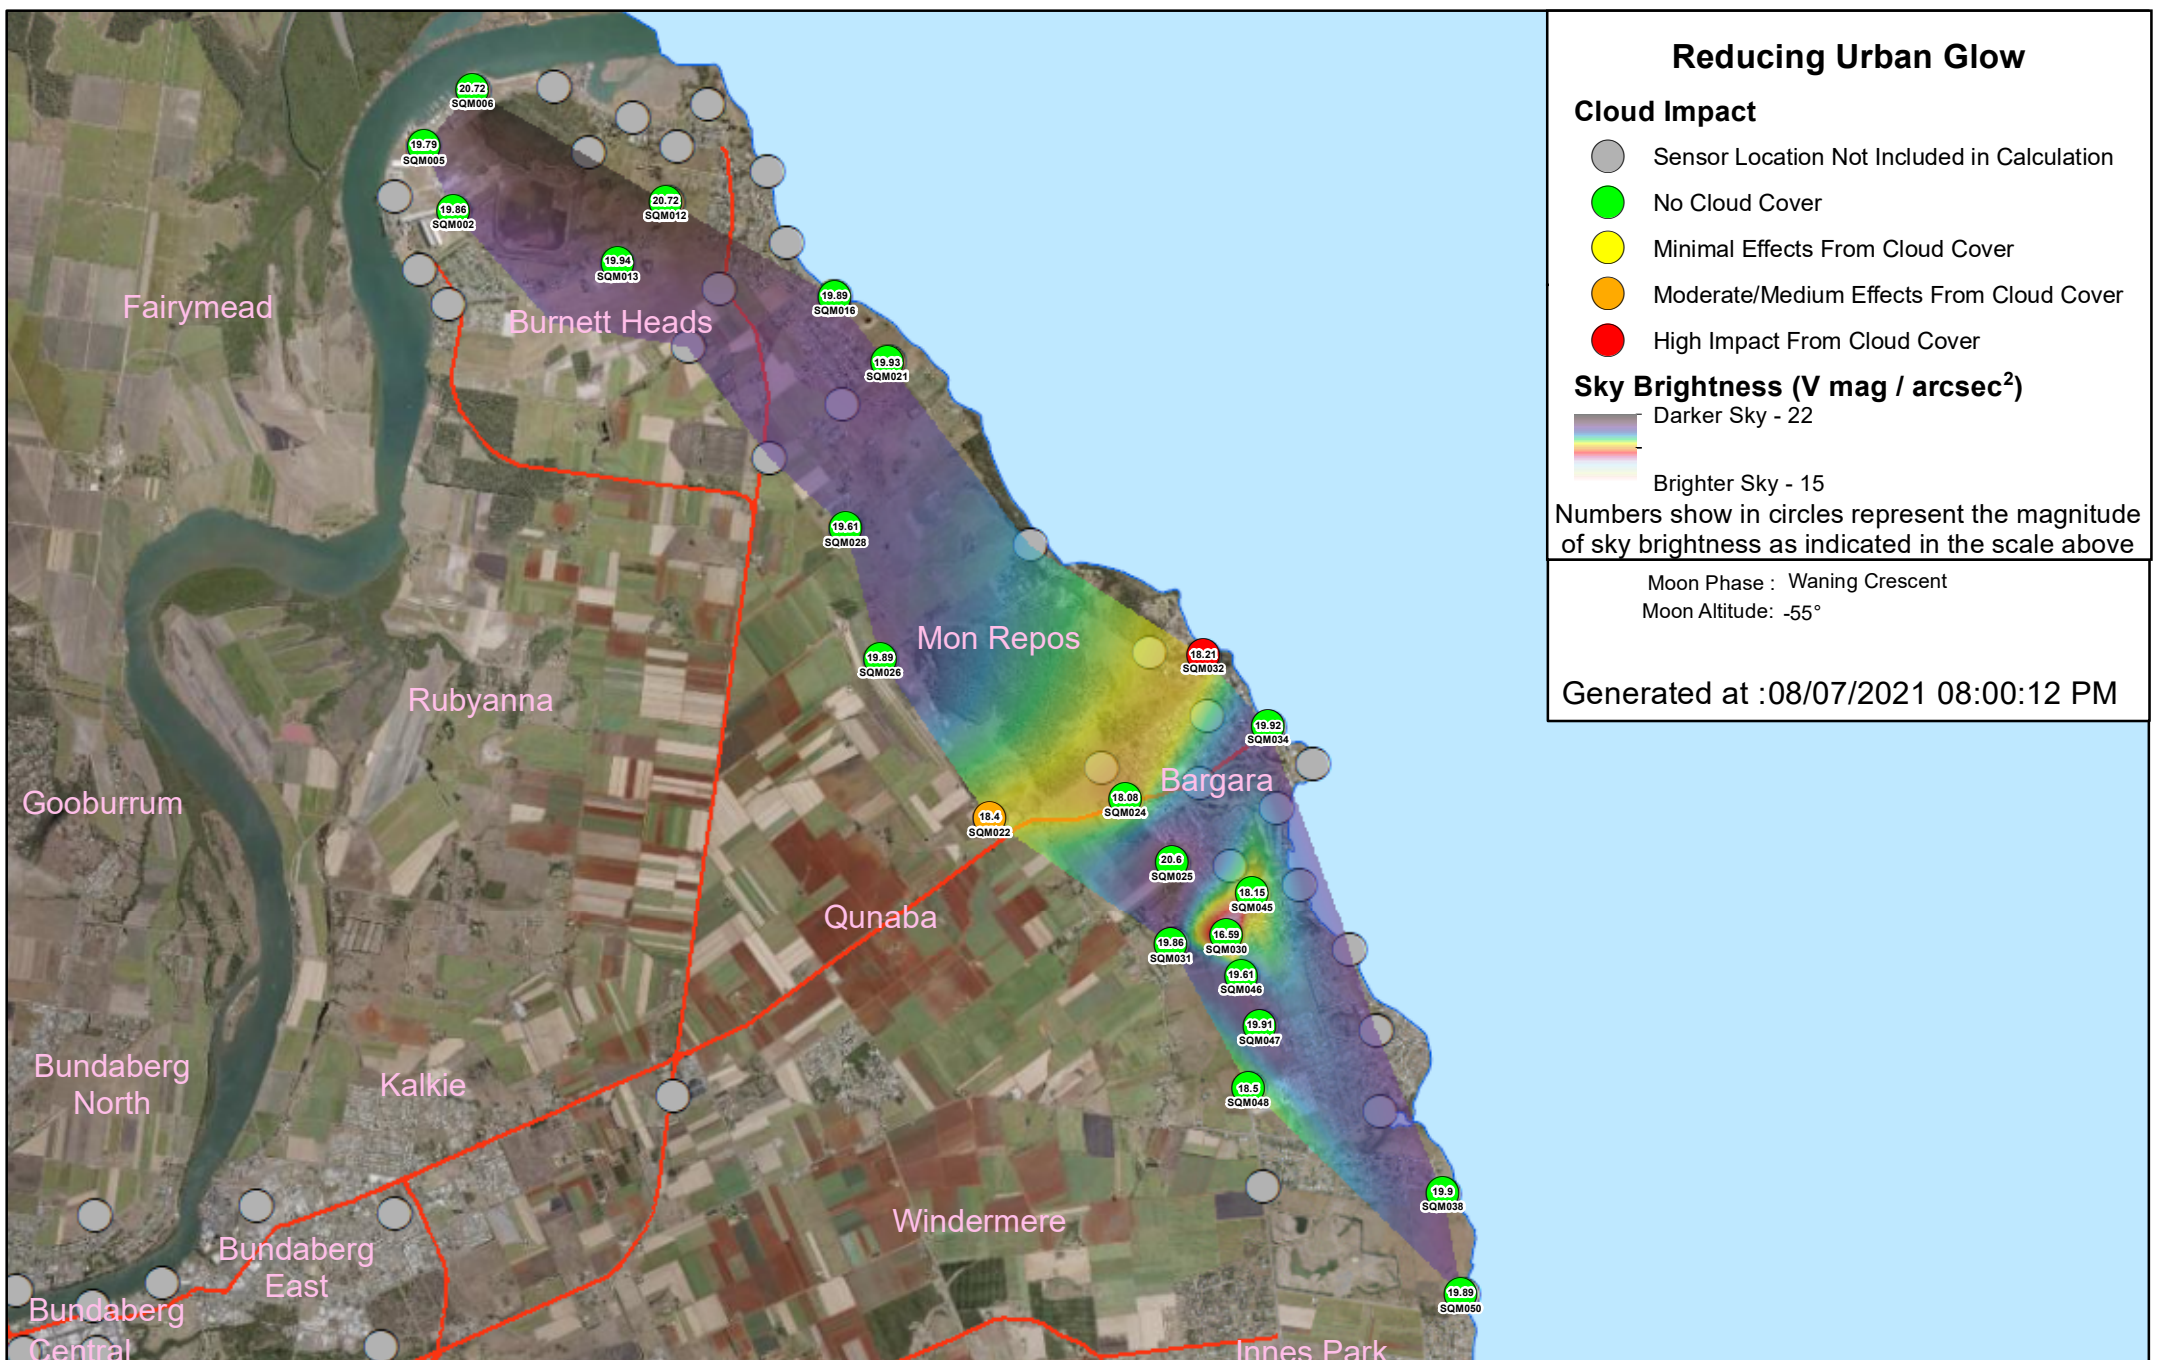 Reducing Urban Glow
Cloud Impact
Sensor Location Not Included in Calculation
No Cloud Cover
Minimal Effects From Cloud Cover
Moderate/Medium Effects From Cloud Cover
High Impact From Cloud Cover
Sky Brightness (V mag / arcsec²)
Darker Sky - 22
Brighter Sky - 15
Numbers show in circles represent the magnitude
of sky brightness as indicated in the scale above
Moon Phase : Waning Crescent
Moon Altitude: -55°
Generated at :08/07/2021 08:00:12 PM
20.72
SQM006
19.79
SQM005
19.86
SQM002
20.72
SQM012
19.94
SQM013
19.89
SQM016
Fairymead
Burnett Heads
19.93
SQM021
19.61
SQM028
Mon Repos
19.89
SQM026
18.21
SQM032
Rubyanna
19.92
SQM034
Bargara
Gooburrum
18.08
SQM024
18.4
SQM022
20.6
SQM025
18.15
SQM045
Qunaba
16.59
SQM030
19.86
SQM031
19.61
SQM046
19.91
SQM047
Bundaberg
North
Kalkie
18.5
SQM048
19.9
SQM038
Windermere
Bundaberg
East
19.89
SQM050
Bundaberg
Central
Innes Park